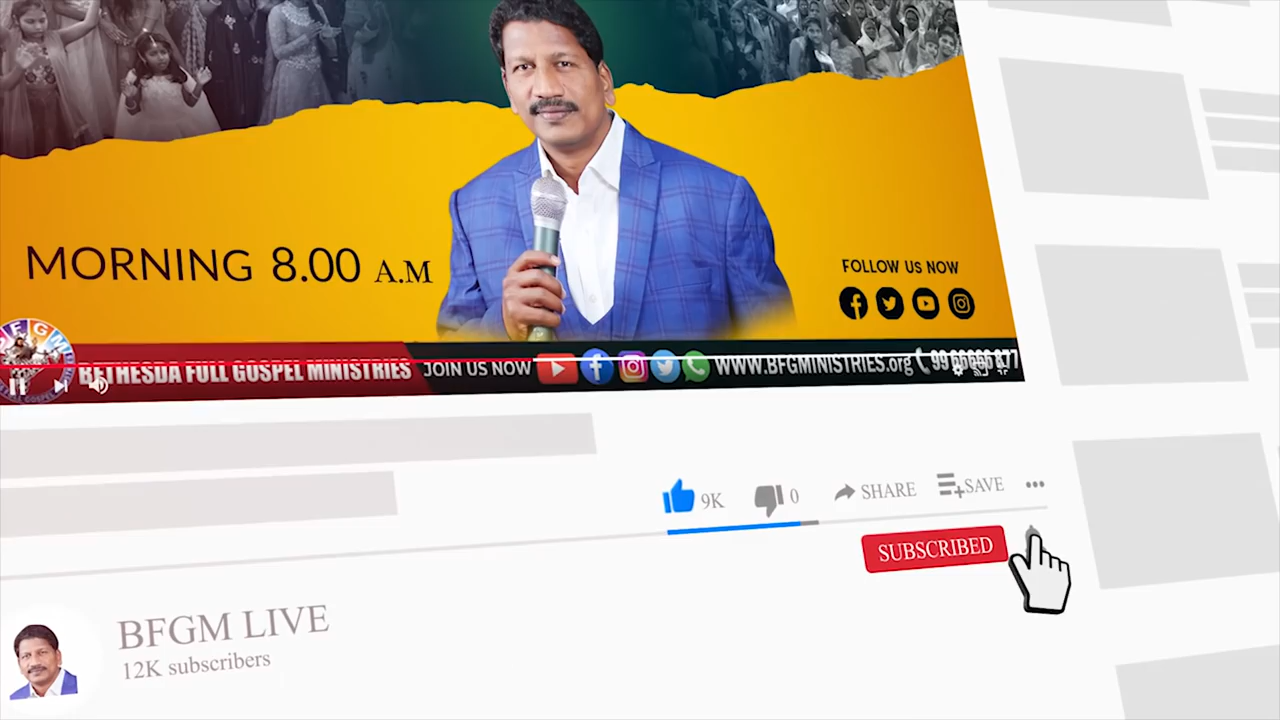 MORNING 8.00 A.M
FOLLOW US NOW
BFGM
BETHESDA FULL GOSPEL MINISTRIES JOIN US NOW WWW.BFGMINISTRIES.org
9K 0 SHARE SAVE
SUBSCRIBED
BFGM LIVE
12K subscribers